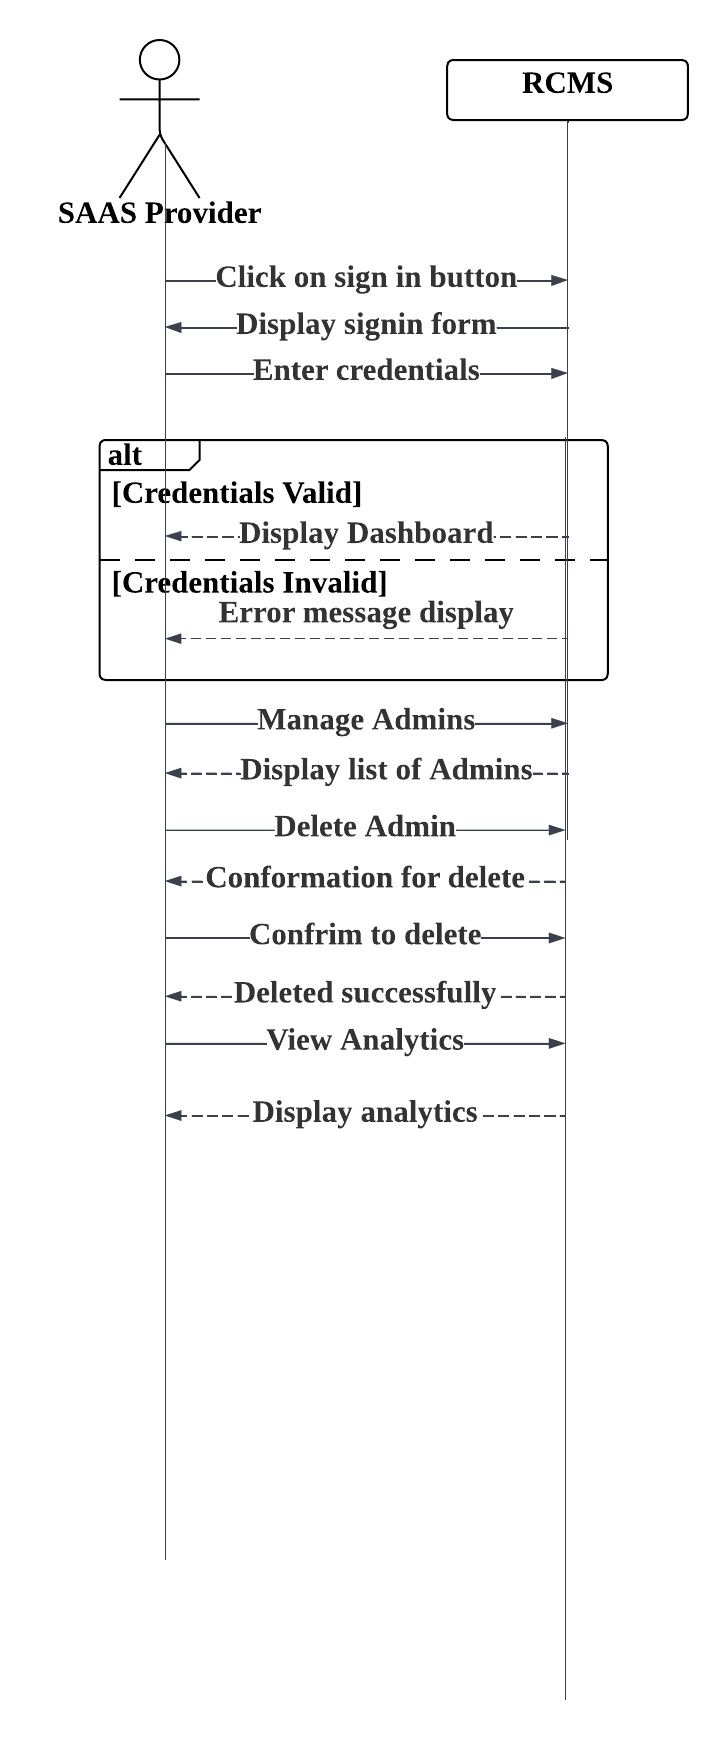 RCMS
SAAS Provider
Click on sign in button
Display signin form
Enter credentials
alt
[Credentials Valid]
Display Dashboard
[Credentials Invalid]
Error message display
Manage Admins
Display list of Admins
Delete Admin
Conformation for delete
Confrim to delete
Deleted successfully
View Analytics
Display analytics